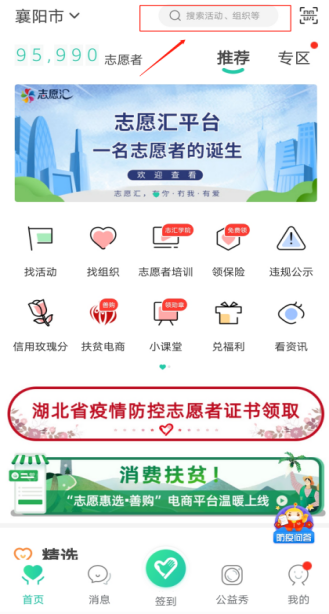 襄阳市
搜索活动、组织等
95,990 志愿者
推荐
专区
志愿汇
志愿汇平台
一名志愿者的诞生
欢迎查看
志愿汇，有你·有我·有爱
志汇学院
免费领
找活动
找组织
志愿者培训
领保险
违规公示
善购
领勋章
信用玫瑰分
扶贫电商
小课堂
兑福利
看资讯
湖北省疫情防控志愿者证书领取
消费扶贫！
“志愿惠选·善购”电商平台温暖上线
防疫问答
精选
首页
消息
签到
公益秀
我的